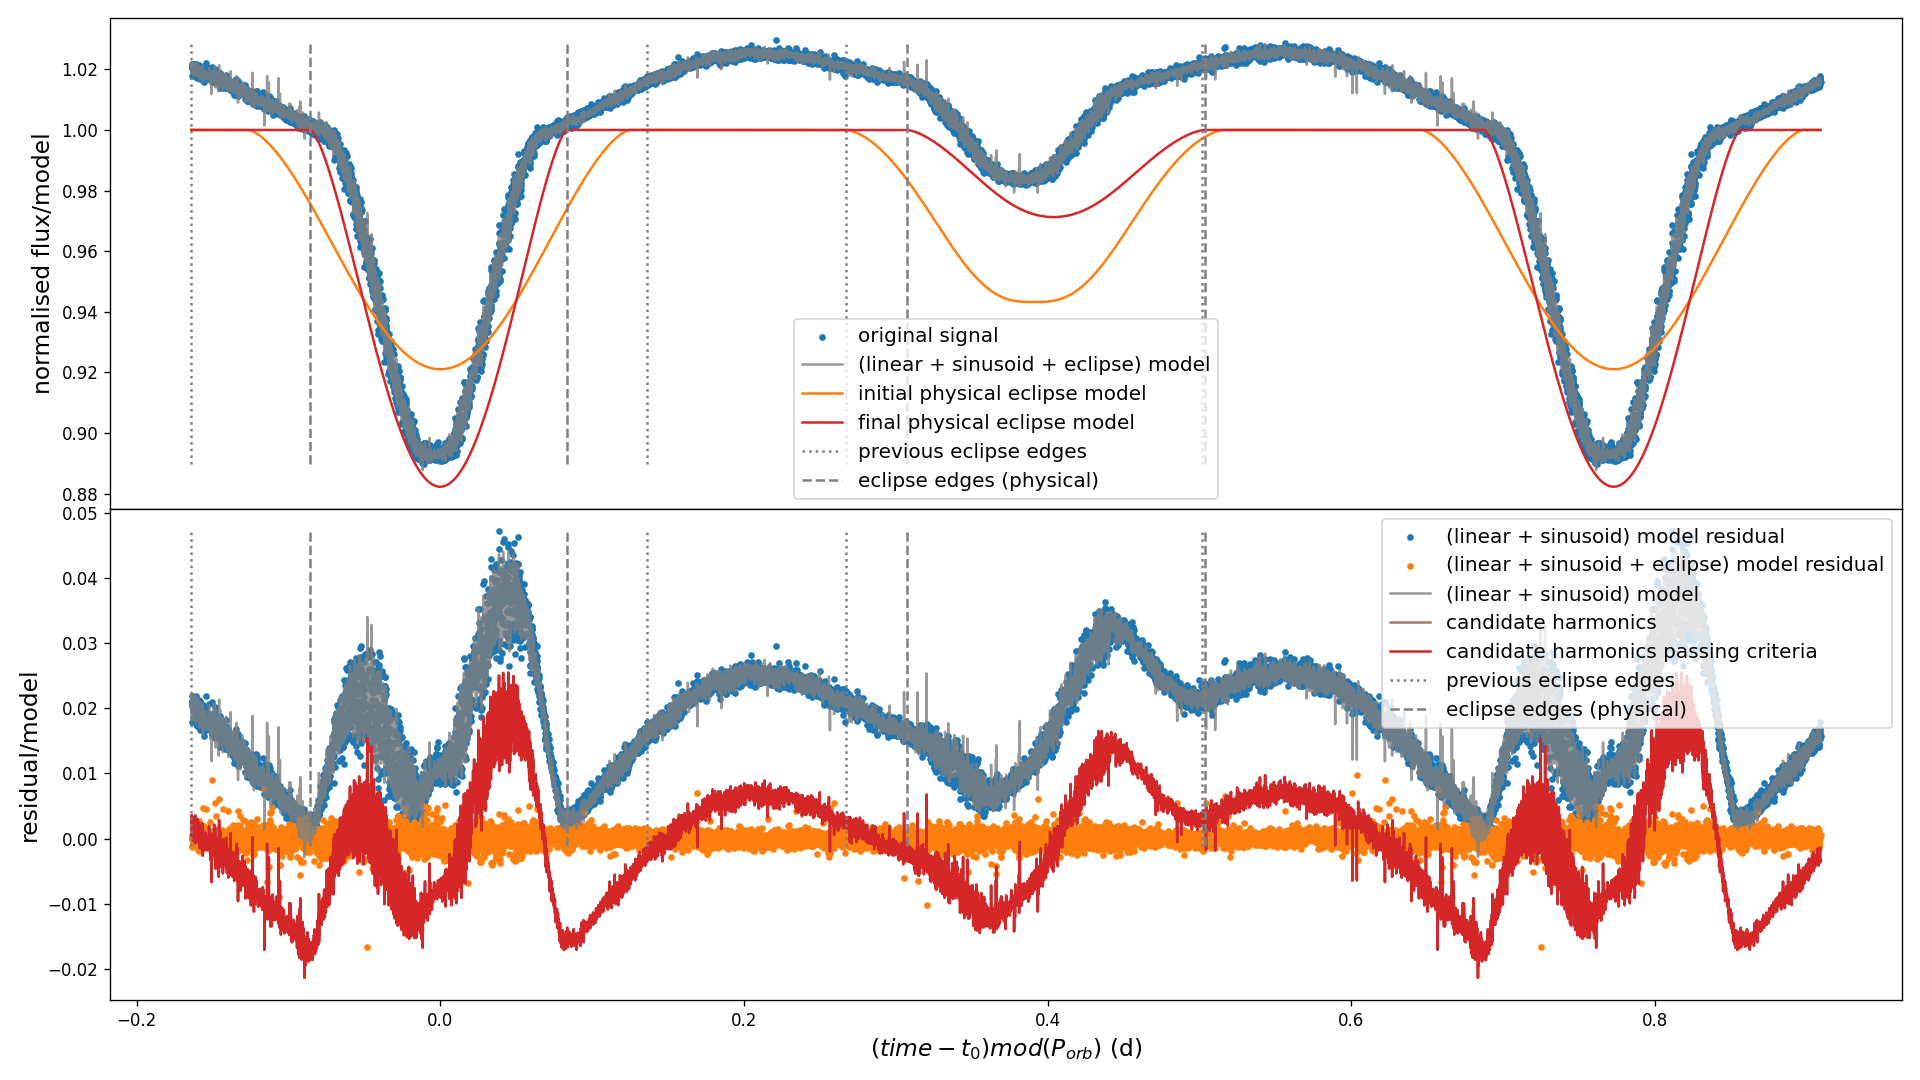 normalised flux/model
1.02
1.00
0.98
0.96
0.94
0.92
0.90
0.88
original signal
(linear + sinusoid + eclipse) model
initial physical eclipse model
final physical eclipse model
previous eclipse edges
eclipse edges (physical)
residual/model
0.05
0.04
0.03
0.02
0.01
0.00
−0.01
−0.02
(linear + sinusoid) model residual
(linear + sinusoid + eclipse) model residual
(linear + sinusoid) model
candidate harmonics
candidate harmonics passing criteria
previous eclipse edges
eclipse edges (physical)
−0.2 0.0 0.2 0.4 0.6 0.8
(time − t₀)mod(P_orb) (d)